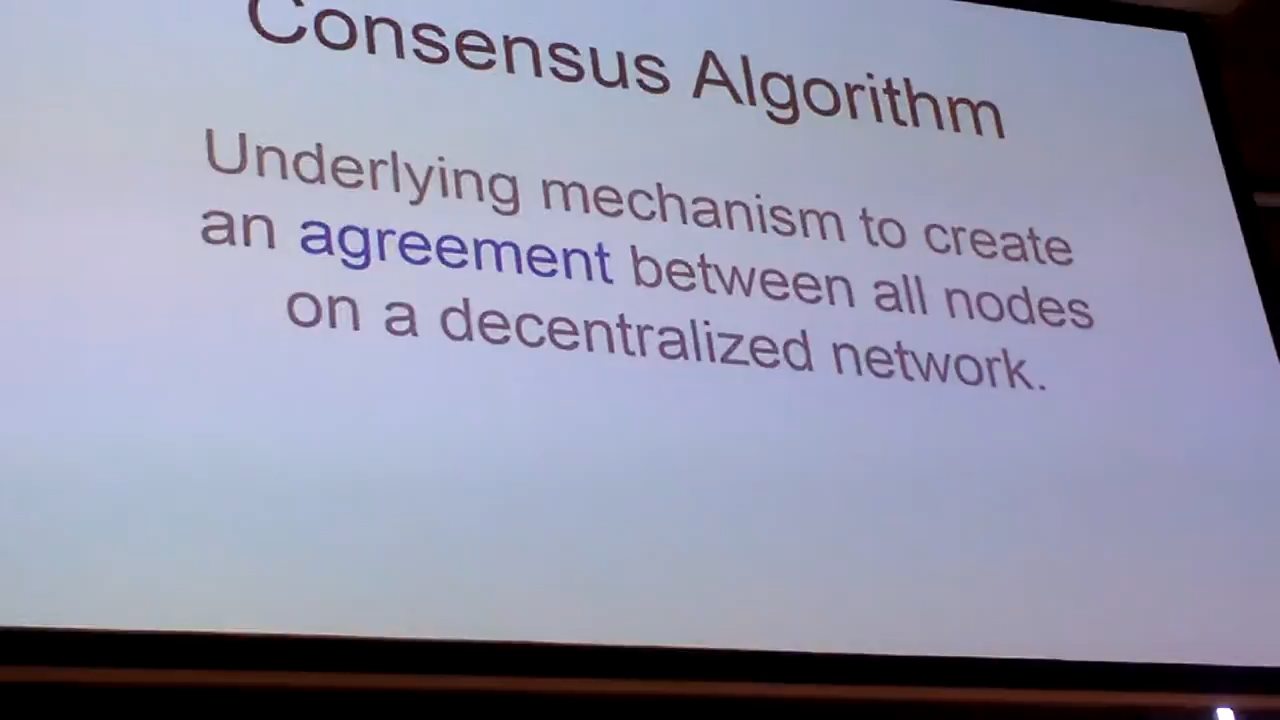 Consensus Algorithm
Underlying mechanism to create
an agreement between all nodes
on a decentralized network.